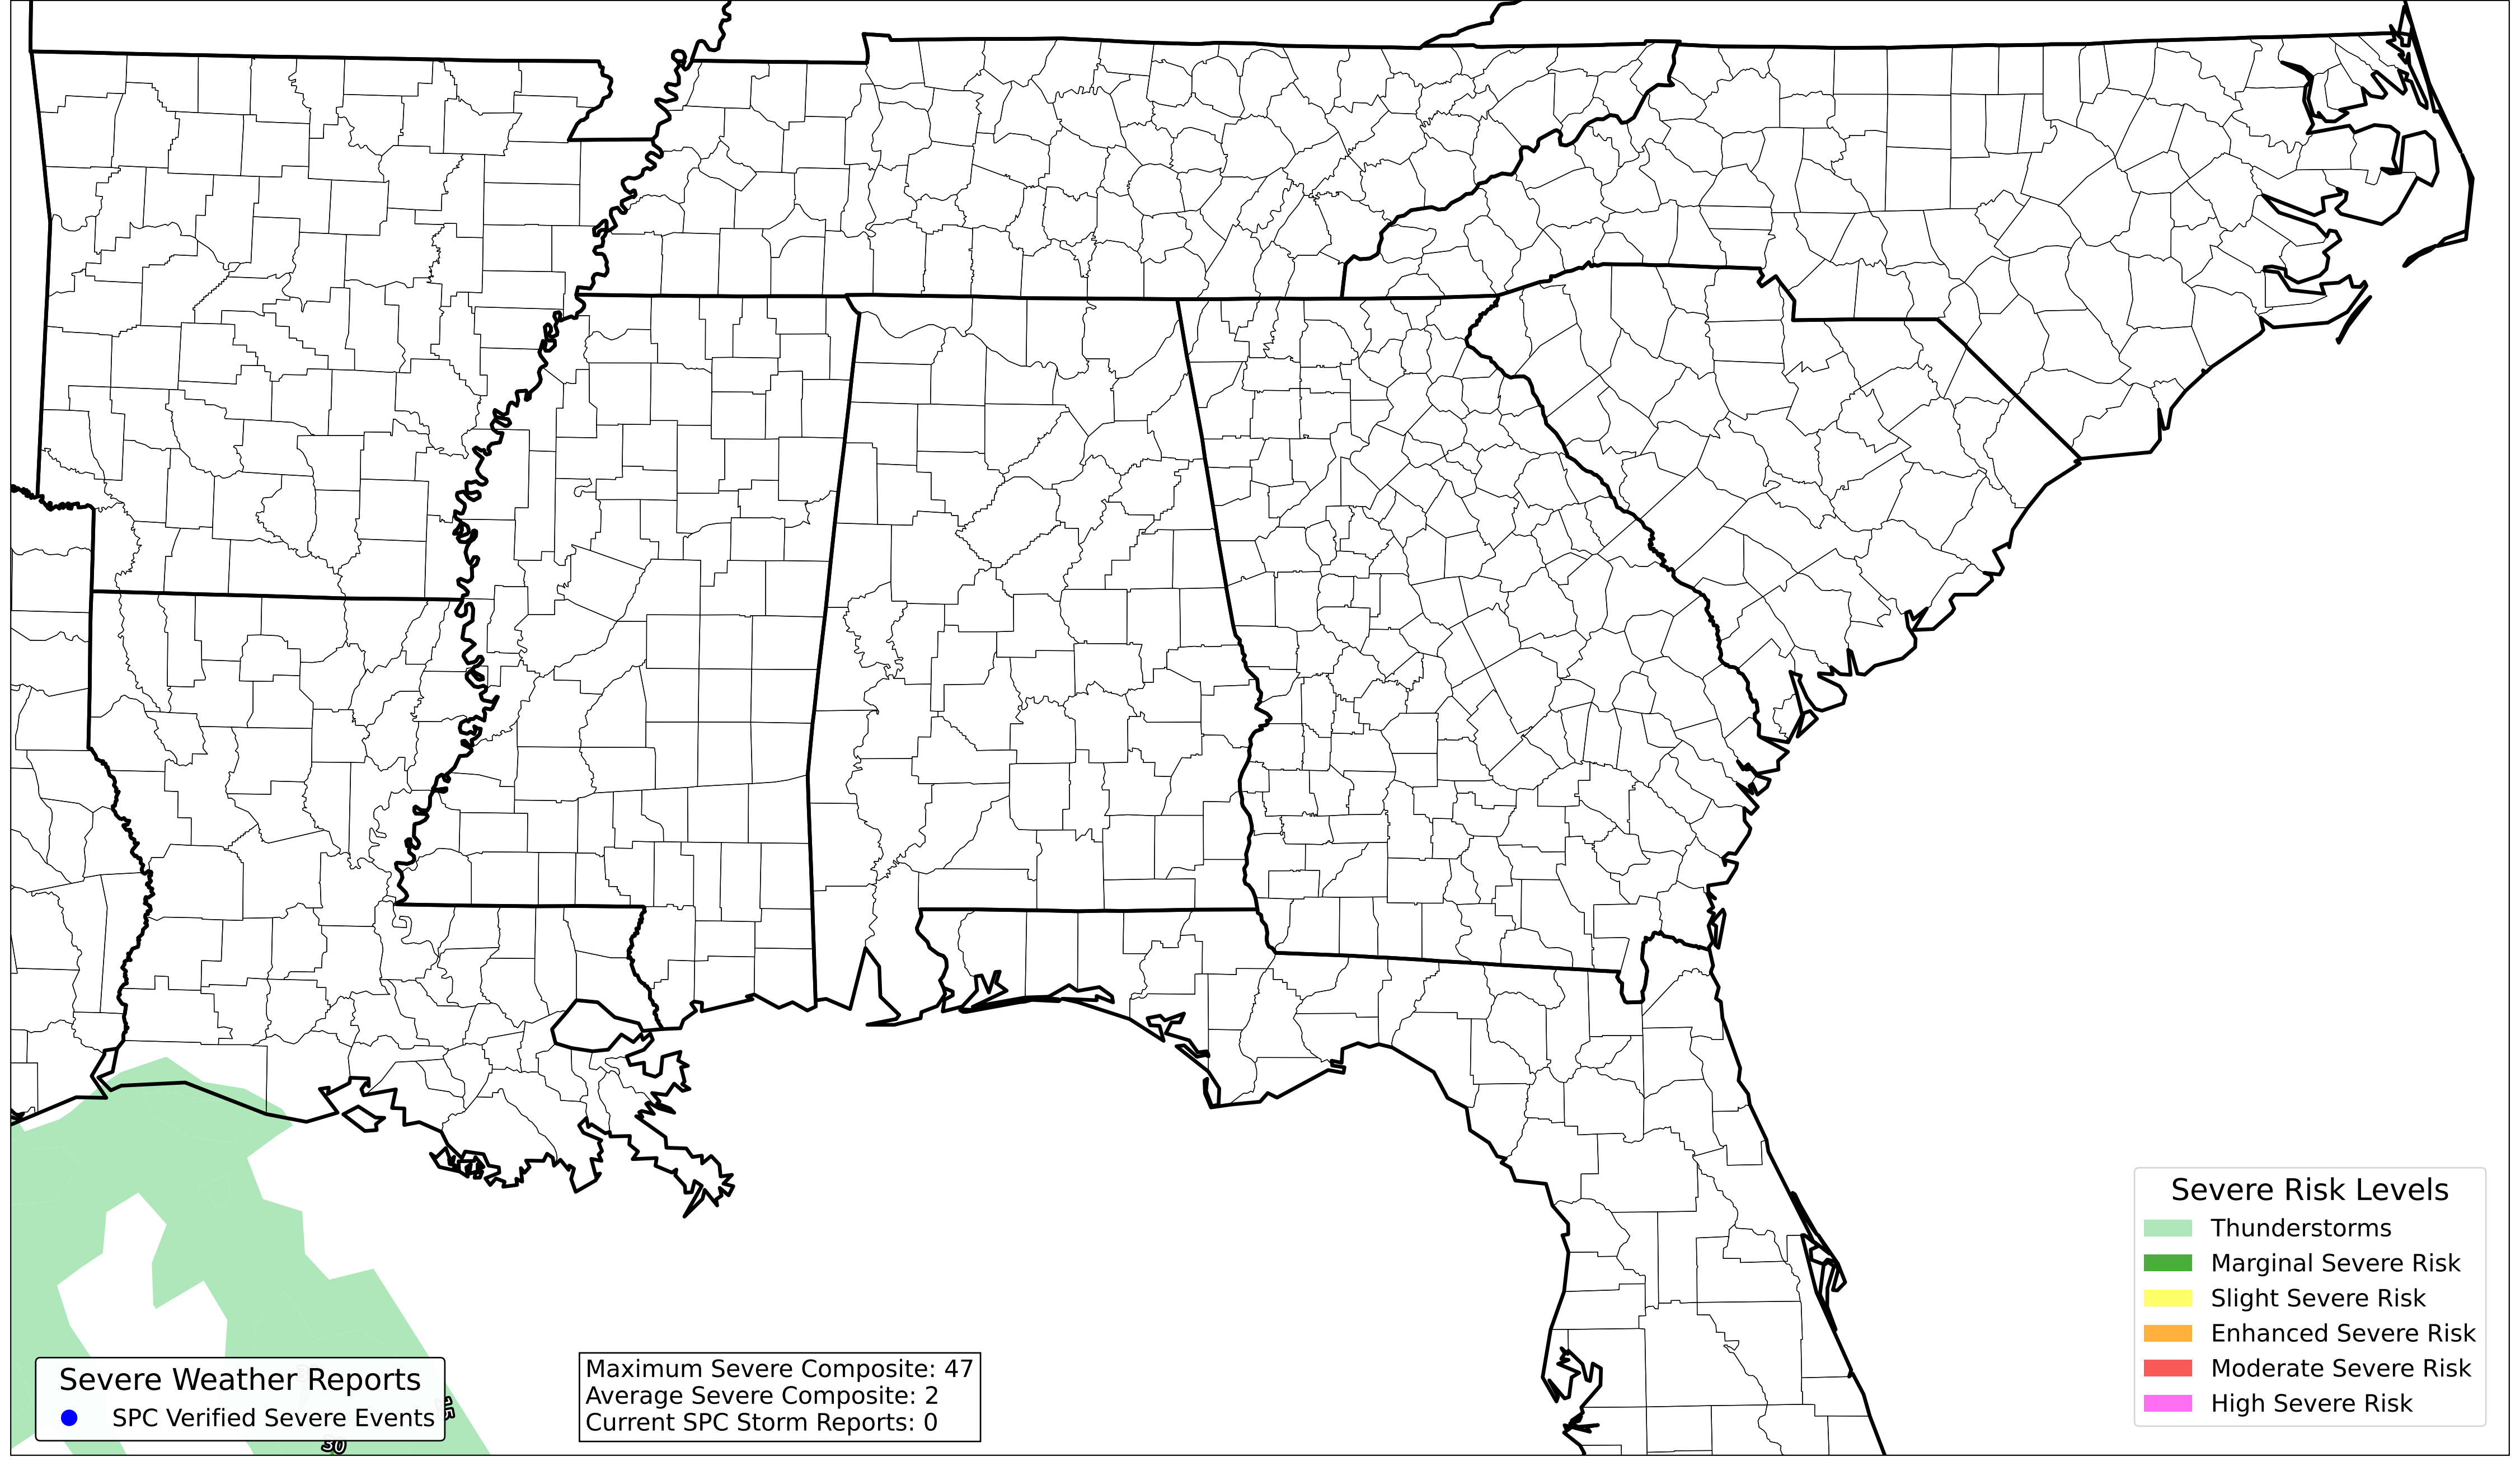 Severe Risk Levels
Thunderstorms
Marginal Severe Risk
Slight Severe Risk
Enhanced Severe Risk
Moderate Severe Risk
High Severe Risk
Severe Weather Reports
SPC Verified Severe Events
Maximum Severe Composite: 47
Average Severe Composite: 2
Current SPC Storm Reports: 0
30